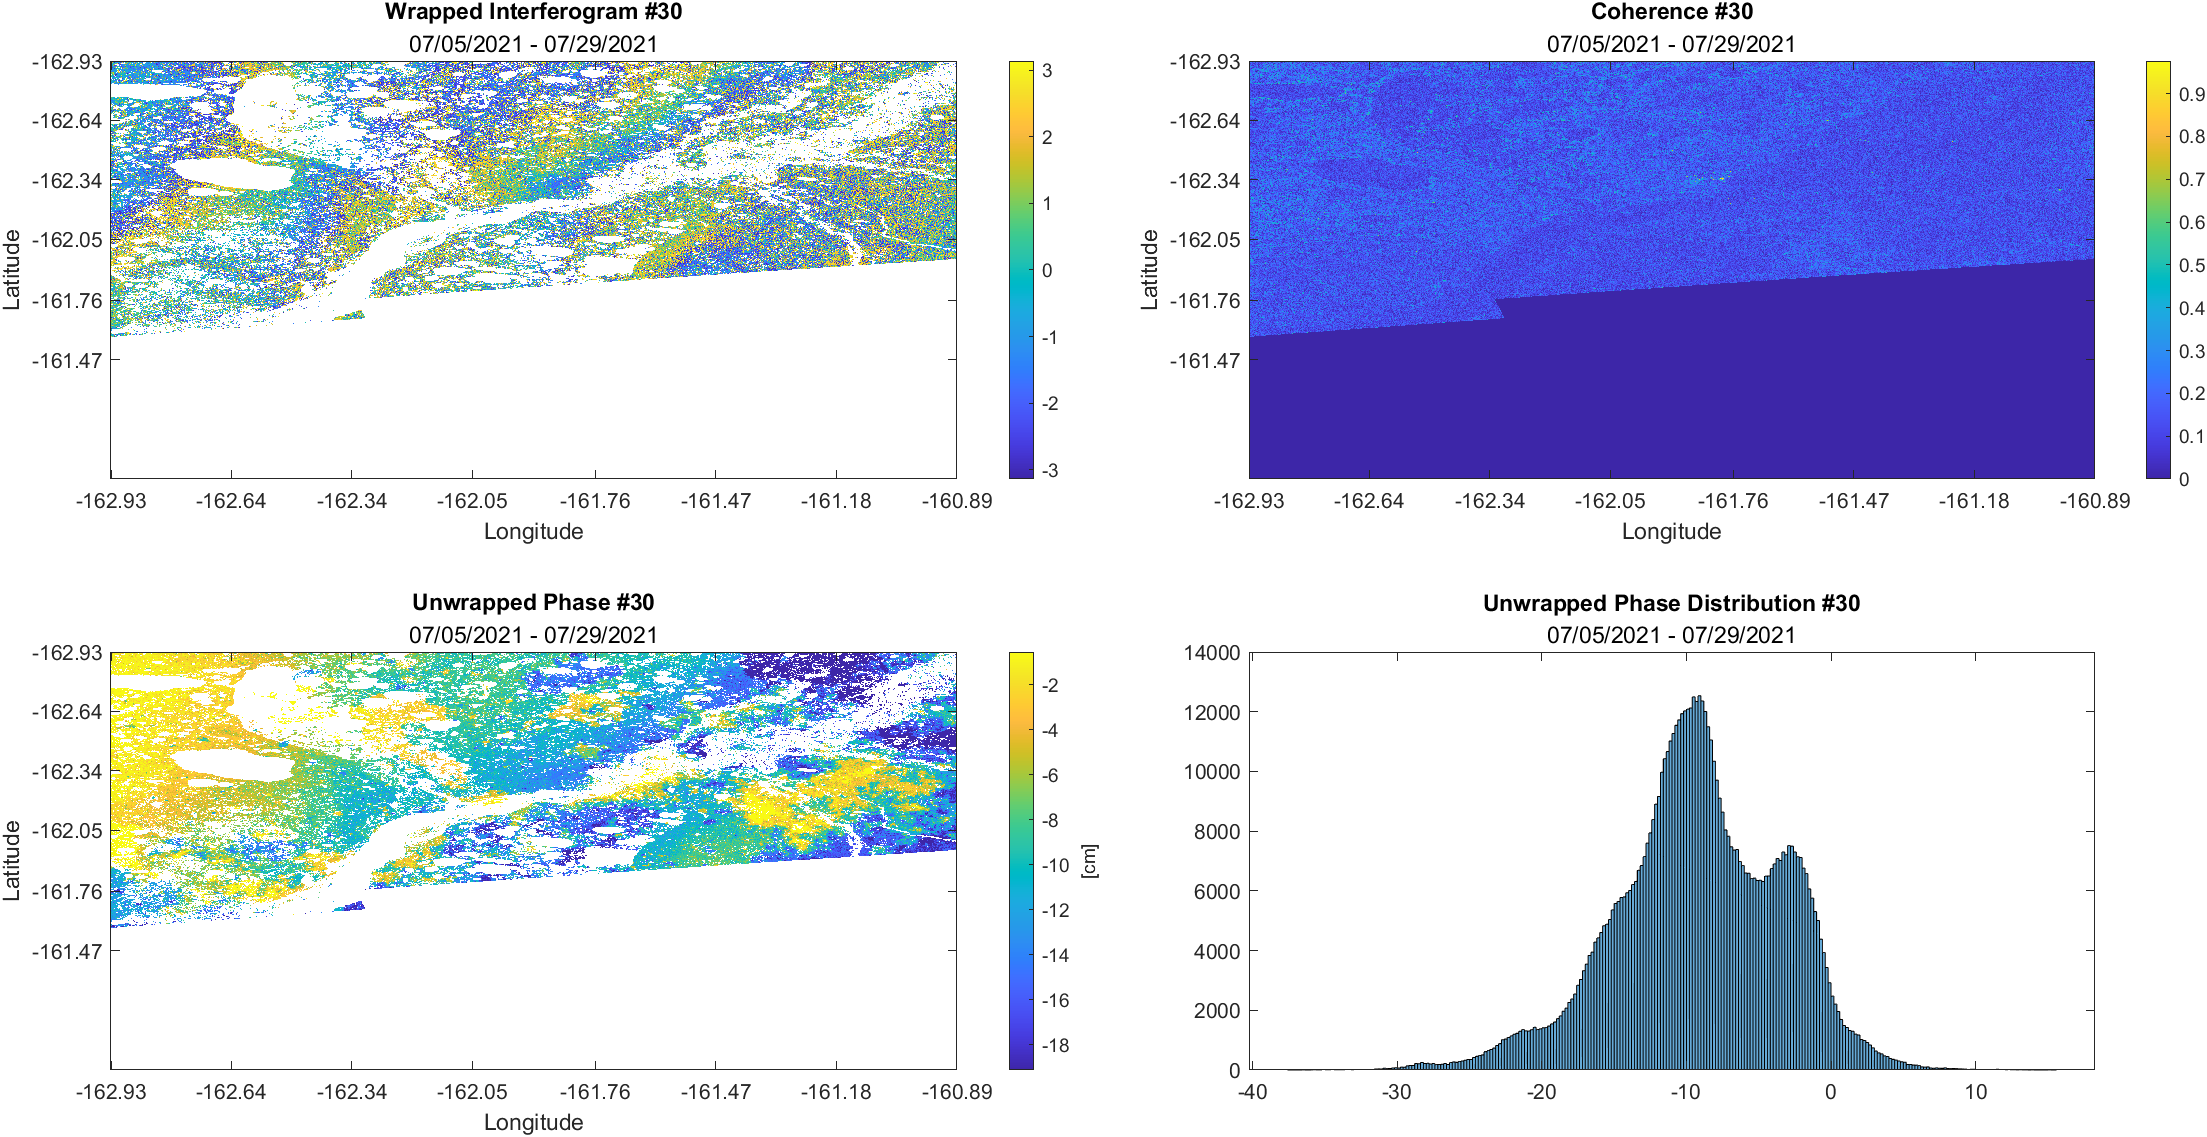 Wrapped Interferogram #30
07/05/2021 - 07/29/2021
-162.93
-162.64
-162.34
-162.05
-161.76
-161.47
Latitude
-162.93 -162.64 -162.34 -162.05 -161.76 -161.47 -161.18 -160.89
Longitude
3
2
1
0
-1
-2
-3
Coherence #30
07/05/2021 - 07/29/2021
-162.93
-162.64
-162.34
-162.05
-161.76
-161.47
Latitude
-162.93 -162.64 -162.34 -162.05 -161.76 -161.47 -161.18 -160.89
Longitude
0.9
0.8
0.7
0.6
0.5
0.4
0.3
0.2
0.1
0
Unwrapped Phase #30
07/05/2021 - 07/29/2021
-162.93
-162.64
-162.34
-162.05
-161.76
-161.47
Latitude
-162.93 -162.64 -162.34 -162.05 -161.76 -161.47 -161.18 -160.89
Longitude
-2
-4
-6
-8
-10
-12
-14
-16
-18
[cm]
Unwrapped Phase Distribution #30
07/05/2021 - 07/29/2021
14000
12000
10000
8000
6000
4000
2000
0
-40 -30 -20 -10 0 10